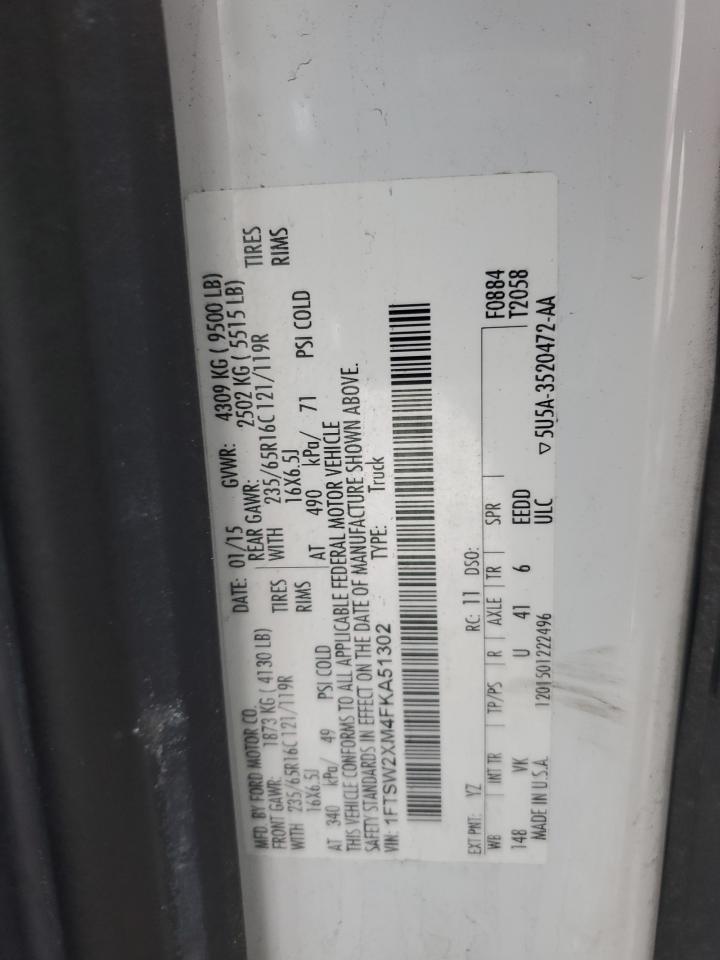 MFD. BY FORD MOTOR CO. DATE: 01/15 GVWR: 4309 KG ( 9500 LB)
FRONT GAWR: 1873 KG ( 4130 LB) REAR GAWR: 2502 KG ( 5515 LB)
WITH 235/65R16C 121/119R TIRES WITH 235/65R16C 121/119R TIRES
16X6.5J RIMS 16X6.5J RIMS
AT 340 kPa/ 49 PSI COLD AT 490 kPa/ 71 PSI COLD
THIS VEHICLE CONFORMS TO ALL APPLICABLE FEDERAL MOTOR VEHICLE
SAFETY STANDARDS IN EFFECT ON THE DATE OF MANUFACTURE SHOWN ABOVE.
VIN: 1FTSW2XM4FKA51302 TYPE: Truck
EXT PNT: YZ RC: 11 DSO:
WB INT TR TP/PS R AXLE TR SPR F0884
148 VK U 41 6 EEDD T2058
MADE IN U.S.A. 1201501222496 ULC ▽5U5A-3520472-AA